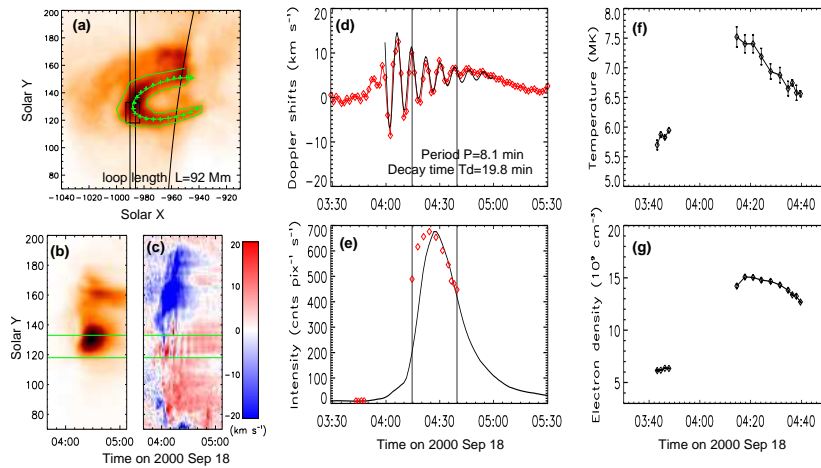 (a)
Solar Y
200
180
160
140
120
100
80
loop length L=92 Mm
-1040 -1000 -980 -960 -940 -910
Solar X
(b)
(c)
Solar Y
200
180
160
140
120
100
80
20
10
0
-10
-20
(km s⁻¹)
04:00 05:00 04:00 05:00
Time on 2000 Sep 18
(d)
Doppler shifts (km s⁻¹)
20
10
0
-10
-20
Period P=8.1 min
Decay time Td=19.8 min
03:30 04:00 04:30 05:00 05:30
(e)
Intensity (cnts pix⁻¹ s⁻¹)
700
600
500
400
300
200
100
0
03:30 04:00 04:30 05:00 05:30
Time on 2000 Sep 18
(f)
Temperature (MK)
8.0
7.5
7.0
6.5
6.0
5.5
5.0
03:40 04:00 04:20 04:40
(g)
Electron density (10⁹ cm⁻³)
20
15
10
5
03:40 04:00 04:20 04:40
Time on 2000 Sep 18